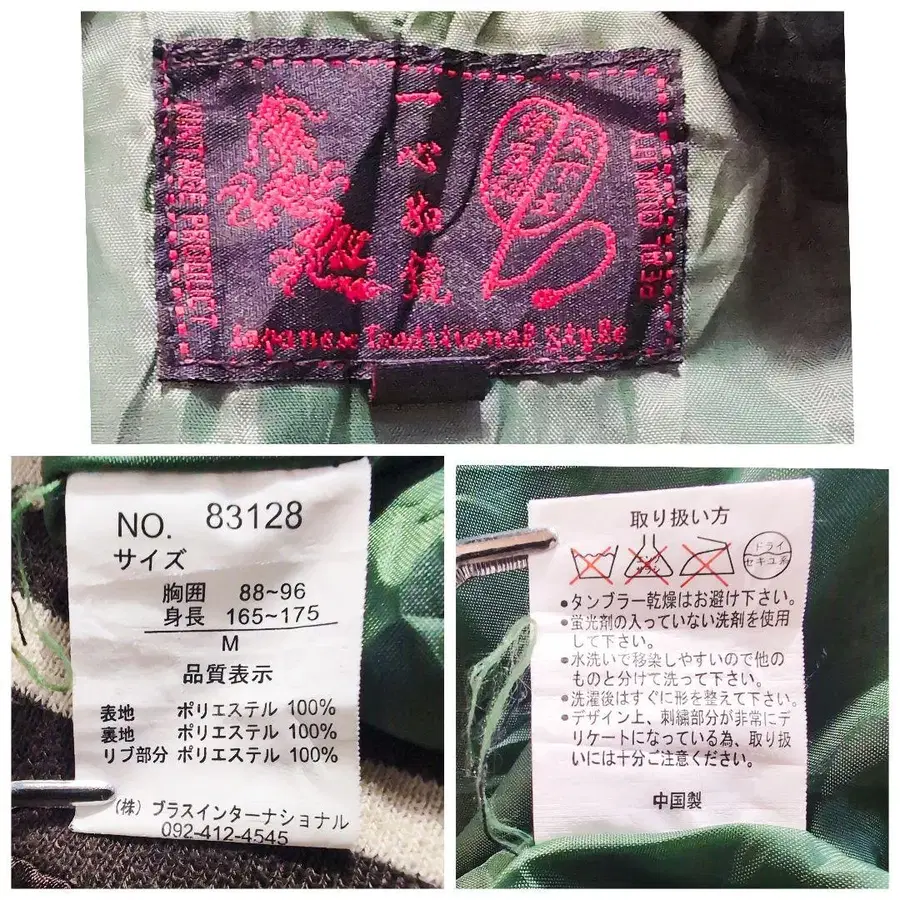 VINTAGE PRODUCT
一心如
REAL QUALITY
Japanese Traditional Style
NO. 83128
サイズ
胸囲 88~96
身長 165~175
M
品質表示
表地 ポリエステル 100%
裏地 ポリエステル 100%
リブ部分 ポリエステル 100%
(株) プラスインターナショナル
092-412-4545
取り扱い方
エンソ
サラシ
ドライ
セキユ系
●タンブラー乾燥はお避け下さい。
●蛍光剤の入っていない洗剤を使用
して下さい。
●水洗いで移染しやすいので他の
ものと分けて洗って下さい。
●洗濯後はすぐに形を整えて下さい。
●デザイン上、刺繍部分が非常にデ
リケートになっている為、取り扱
いには十分ご注意ください。
中国製